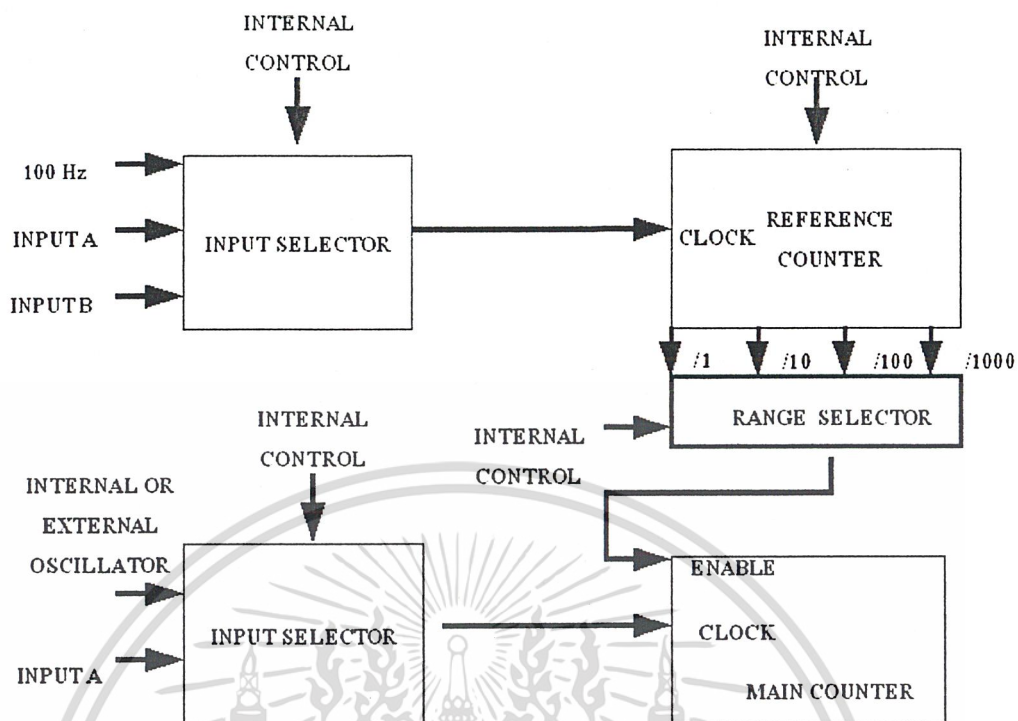 INTERNAL
CONTROL
INTERNAL
CONTROL
100 Hz
INPUT A
INPUT B
INPUT SELECTOR
CLOCK
REFERENCE
COUNTER
/1
/10
/100
/1000
RANGE SELECTOR
INTERNAL
CONTROL
INTERNAL
CONTROL
INTERNAL OR
EXTERNAL
OSCILLATOR
INPUT A
INPUT SELECTOR
ENABLE
CLOCK
MAIN COUNTER